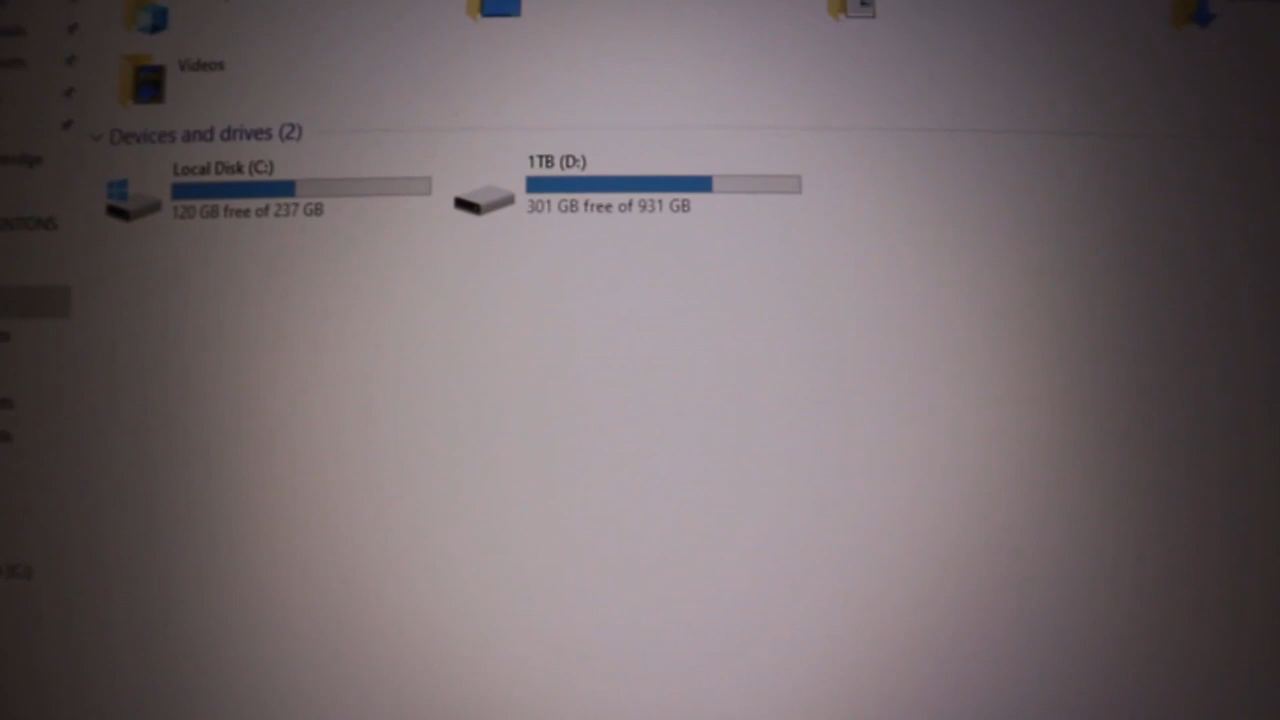 Videos
Devices and drives (2)
Local Disk (C:)
120 GB free of 237 GB
1TB (D:)
301 GB free of 931 GB